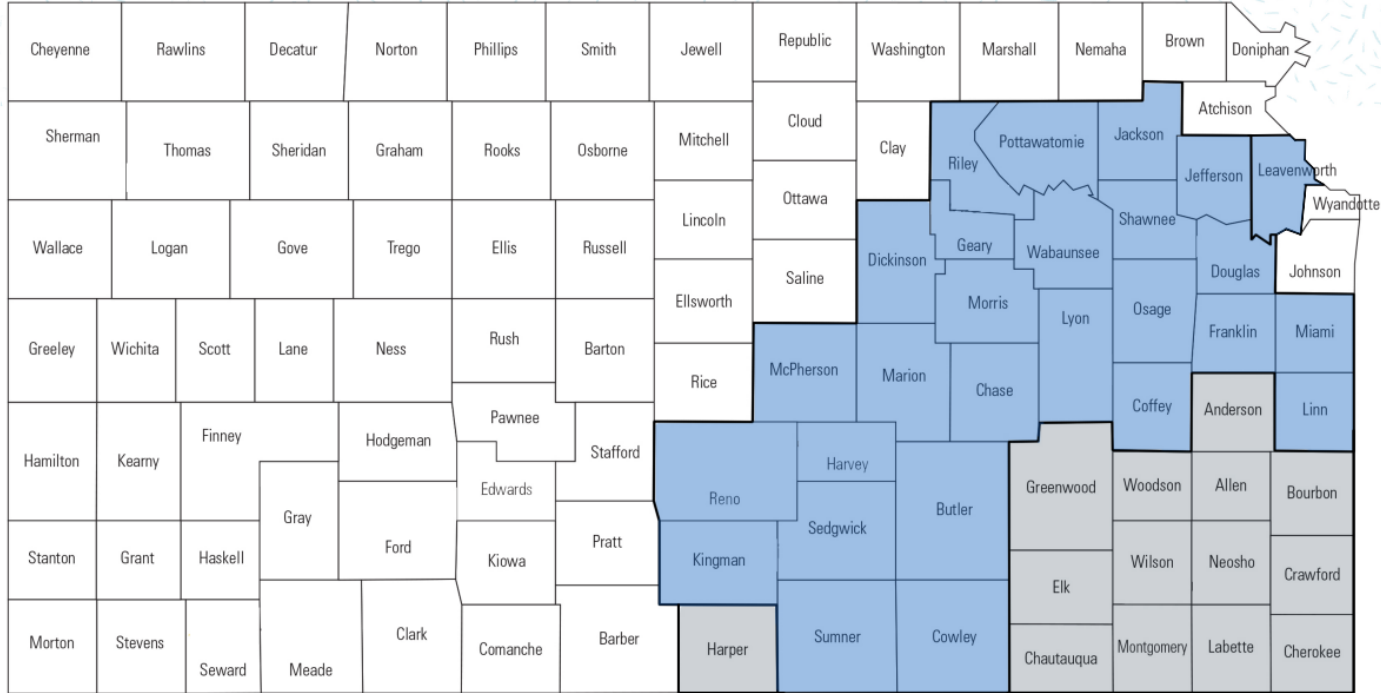 Cheyenne
Rawlins
Decatur
Norton
Phillips
Smith
Jewell
Republic
Washington
Marshall
Nemaha
Brown
Doniphan
Sherman
Thomas
Sheridan
Graham
Rooks
Osborne
Mitchell
Cloud
Clay
Riley
Pottawatomie
Jackson
Atchison
Jefferson
Leavenworth
Wyandotte
Lincoln
Ottawa
Wallace
Logan
Gove
Trego
Ellis
Russell
Ellsworth
Saline
Dickinson
Geary
Wabaunsee
Shawnee
Douglas
Johnson
Morris
Lyon
Osage
Franklin
Miami
Greeley
Wichita
Scott
Lane
Ness
Rush
Barton
Rice
McPherson
Marion
Chase
Coffey
Anderson
Linn
Hamilton
Kearny
Finney
Hodgeman
Pawnee
Stafford
Edwards
Reno
Harvey
Butler
Greenwood
Woodson
Allen
Bourbon
Gray
Ford
Kiowa
Pratt
Kingman
Sedgwick
Stanton
Grant
Haskell
Elk
Wilson
Neosho
Crawford
Morton
Stevens
Seward
Meade
Clark
Comanche
Barber
Harper
Sumner
Cowley
Chautauqua
Montgomery
Labette
Cherokee